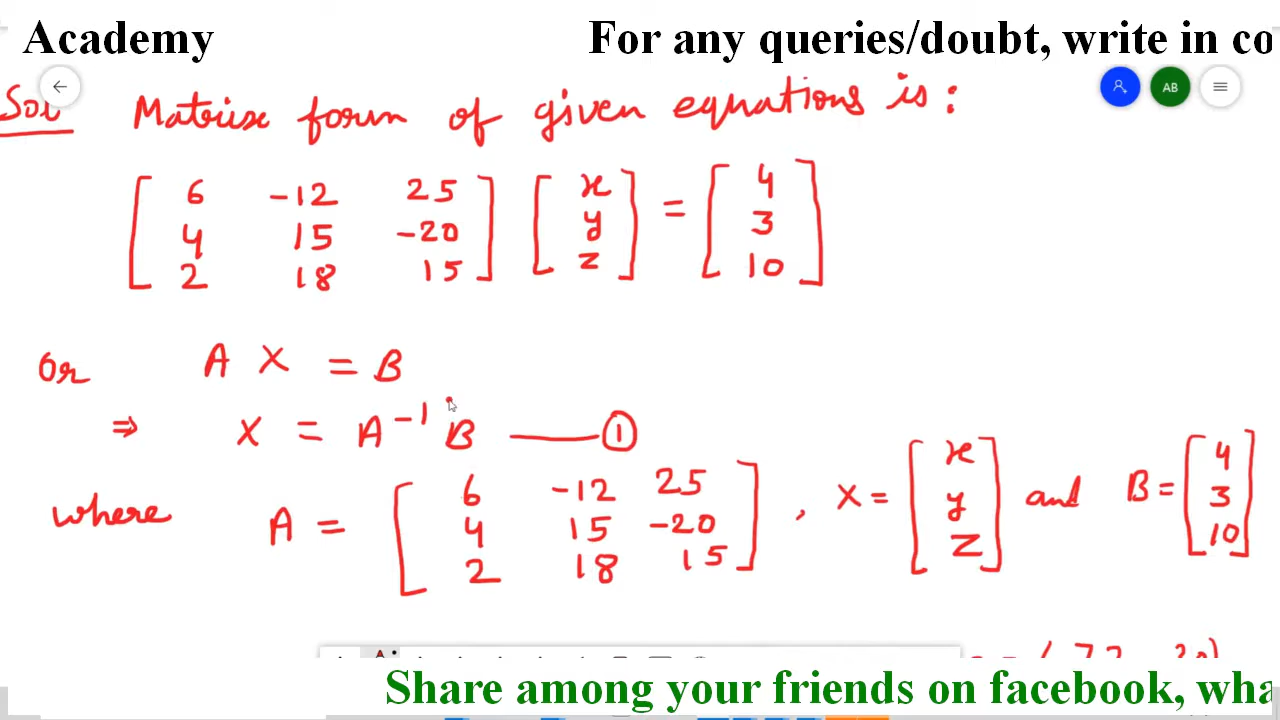 Academy For any queries/doubt, write in co
Sol Matrix form of given equations is:
AB
[ 6 -12 25 ] [ x ] = [ 4 ]
[ 4 15 -20 ] [ y ] [ 3 ]
[ 2 18 15 ] [ z ] [ 10 ]
Or A X = B
⇒ X = A⁻¹ B —— ①
where A = [ 6 -12 25 ] , X = [ x ] and B = [ 4 ]
[ 4 15 -20 ] [ y ] [ 3 ]
[ 2 18 15 ] [ z ] [ 10 ]
Share among your friends on facebook, wha